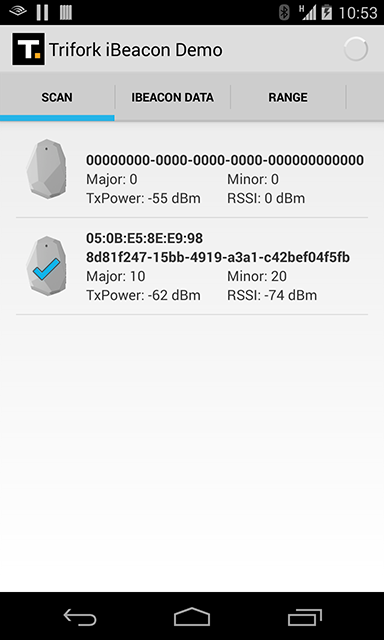 H 10:53
T. Trifork iBeacon Demo
SCAN IBEACON DATA RANGE
00000000-0000-0000-0000-000000000000
Major: 0 Minor: 0
TxPower: -55 dBm RSSI: 0 dBm
05:0B:E5:8E:E9:98
8d81f247-15bb-4919-a3a1-c42bef04f5fb
Major: 10 Minor: 20
TxPower: -62 dBm RSSI: -74 dBm